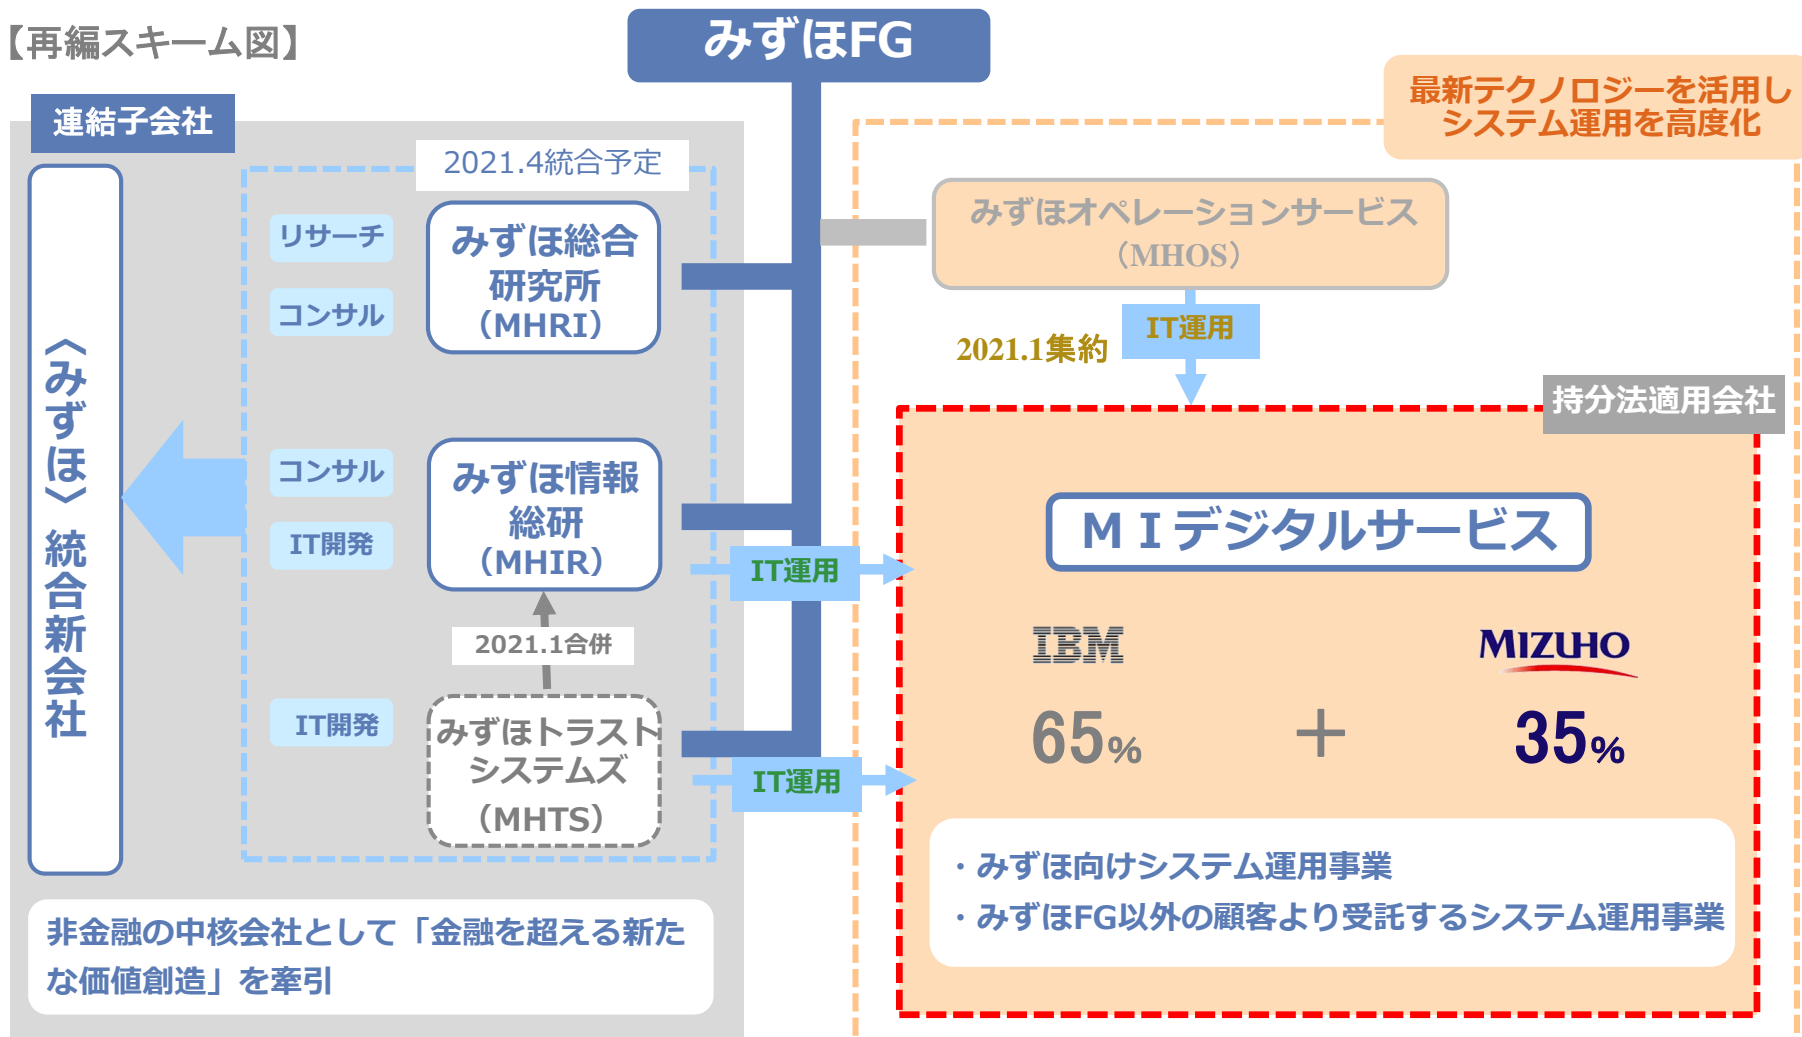 【再編スキーム図】
みずほFG
連結子会社
〈みずほ〉統合新会社
2021.4統合予定
リサーチ
コンサル
みずほ総合
研究所
（MHRI）
コンサル
IT開発
みずほ情報
総研
（MHIR）
2021.1合併
IT開発
みずほトラスト
システムズ
（MHTS）
IT運用
IT運用
非金融の中核会社として「金融を超える新た
な価値創造」を牽引
最新テクノロジーを活用し
システム運用を高度化
みずほオペレーションサービス
（MHOS）
2021.1集約
IT運用
持分法適用会社
ＭＩデジタルサービス
IBM
MIZUHO
65%
＋
35%
・みずほ向けシステム運用事業
・みずほFG以外の顧客より受託するシステム運用事業